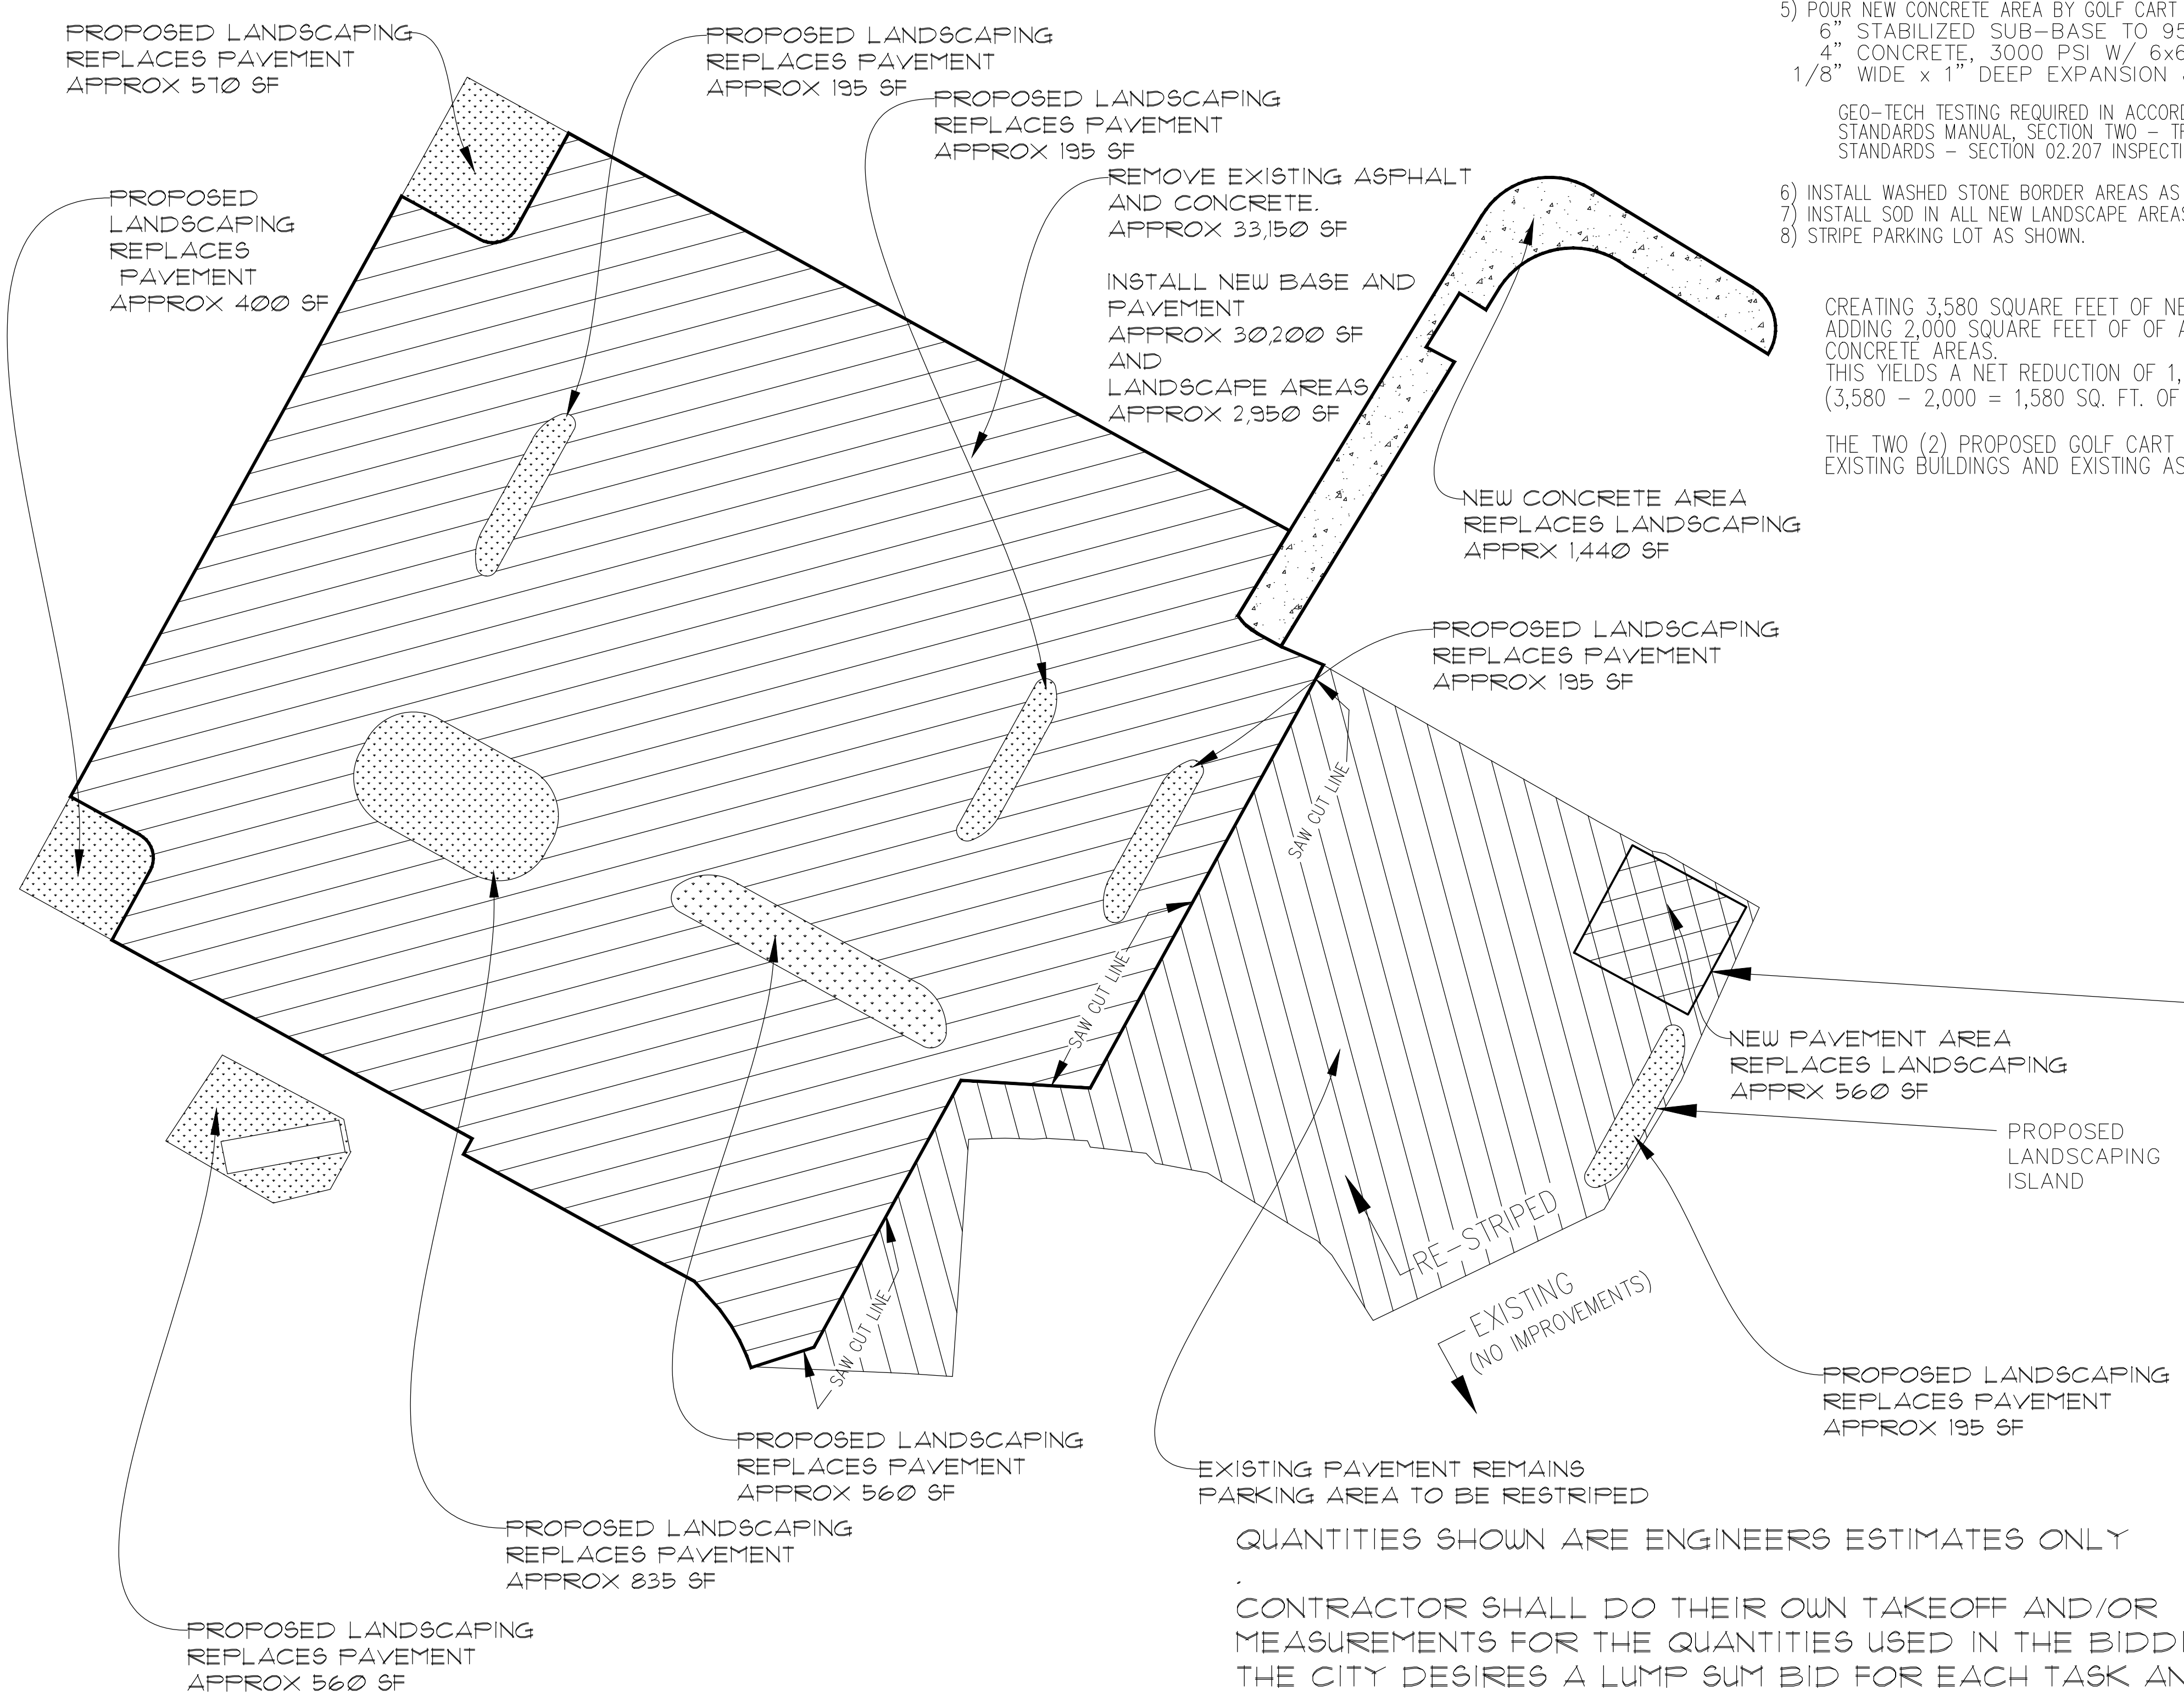 PROPOSED LANDSCAPING
REPLACES PAVEMENT
APPROX 570 SF
PROPOSED LANDSCAPING
REPLACES PAVEMENT
APPROX 195 SF
PROPOSED LANDSCAPING
REPLACES PAVEMENT
APPROX 195 SF
PROPOSED
LANDSCAPING
REPLACES
PAVEMENT
APPROX 400 SF
REMOVE EXISTING ASPHALT
AND CONCRETE.
APPROX 33,150 SF
INSTALL NEW BASE AND
PAVEMENT
APPROX 30,200 SF
AND
LANDSCAPE AREAS
APPROX 2,950 SF
5) POUR NEW CONCRETE AREA BY GOLF CART
6" STABILIZED SUB-BASE TO 95
4" CONCRETE, 3000 PSI W/ 6x6
1/8" WIDE x 1" DEEP EXPANSION
GEO-TECH TESTING REQUIRED IN
STANDARDS MANUAL, SECTION TWO -
STANDARDS - SECTION 02.207
6) INSTALL WASHED STONE BORDER AREAS AS
7) INSTALL SOD IN ALL NEW LANDSCAPE AREAS
8) STRIPE PARKING LOT AS SHOWN.
CREATING 3,580 SQUARE FEET OF
ADDING 2,000 SQUARE FEET OF OF
CONCRETE AREAS.
THIS YIELDS A NET REDUCTION OF 1,
(3,580 - 2,000 = 1,580 SQ. FT. OF
THE TWO (2) PROPOSED GOLF CART
EXISTING BUILDINGS AND EXISTING
NEW CONCRETE AREA
REPLACES LANDSCAPING
APPRX 1,440 SF
PROPOSED LANDSCAPING
REPLACES PAVEMENT
APPROX 195 SF
SAW CUT LINE
SAW CUT LINE
SAW CUT LINE
NEW PAVEMENT AREA
REPLACES LANDSCAPING
APPRX 560 SF
PROPOSED
LANDSCAPING
ISLAND
RE-STRIPED
EXISTING
(NO IMPROVEMENTS)
PROPOSED LANDSCAPING
REPLACES PAVEMENT
APPROX 195 SF
PROPOSED LANDSCAPING
REPLACES PAVEMENT
APPROX 560 SF
EXISTING PAVEMENT REMAINS
PARKING AREA TO BE RESTRIPED
PROPOSED LANDSCAPING
REPLACES PAVEMENT
APPROX 835 SF
PROPOSED LANDSCAPING
REPLACES PAVEMENT
APPROX 560 SF
QUANTITIES SHOWN ARE ENGINEERS ESTIMATES ONLY
.
CONTRACTOR SHALL DO THEIR OWN TAKEOFF AND/OR
MEASUREMENTS FOR THE QUANTITIES USED IN THE
THE CITY DESIRES A LUMP SUM BID FOR EACH TASK